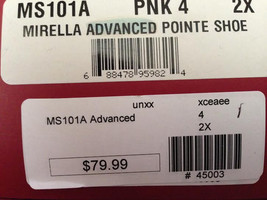 MS101A PNK 4 2X
MIRELLA ADVANCED POINTE SHOE
6 88478 95982 4
unxx xceaee
MS101A Advanced 4
2X
$79.99
# 45003